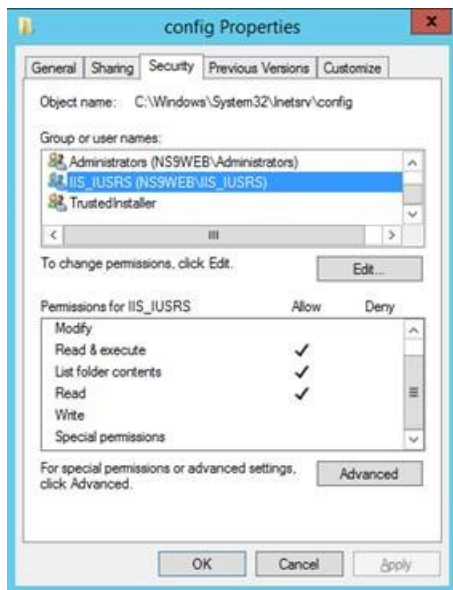 config Properties
x
General Sharing Security Previous Versions Customize
Object name: C:\Windows\System32\Inetsrv\config
Group or user names:
Administrators (NS9WEB\Administrators)
IIS_IUSRS (NS9WEB\IIS_IUSRS)
TrustedInstaller
To change permissions, click Edit.
Edit...
Permissions for IIS_IUSRS Allow Deny
Modify
Read & execute
List folder contents
Read
Write
Special permissions
For special permissions or advanced settings,
click Advanced.
Advanced
OK Cancel Apply